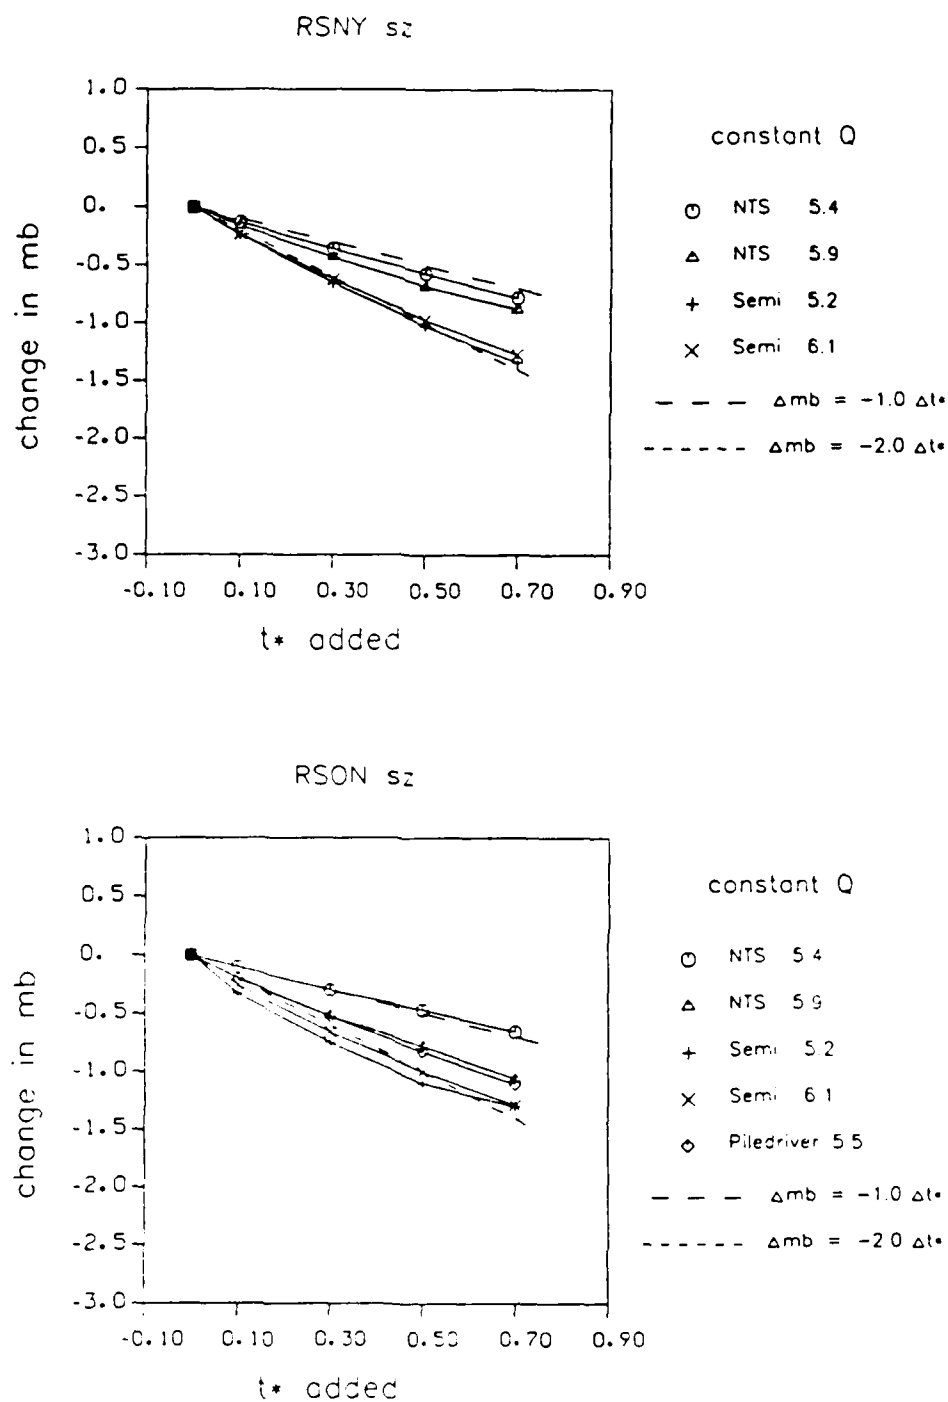 RSNY sz
1.0
0.5
0.
-0.5
-1.0
-1.5
-2.0
-2.5
-3.0
change in mb
-0.10 0.10 0.30 0.50 0.70 0.90
t* added
constant Q
NTS 5.4
NTS 5.9
Semi 5.2
Semi 6.1
Δmb = -1.0 Δt*
Δmb = -2.0 Δt*
RSON sz
1.0
0.5
0.
-0.5
-1.0
-1.5
-2.0
-2.5
-3.0
change in mb
-0.10 0.10 0.30 0.50 0.70 0.90
t* added
constant Q
NTS 5.4
NTS 5.9
Semi 5.2
Semi 6.1
Piledriver 5.5
Δmb = -1.0 Δt*
Δmb = -2.0 Δt*